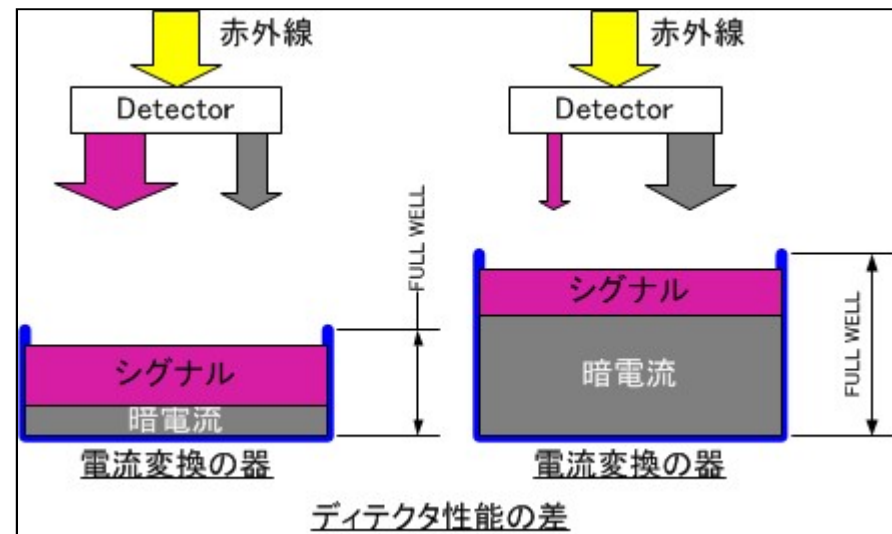 赤外線
赤外線
Detector
Detector
FULL WELL
FULL WELL
シグナル
シグナル
暗電流
暗電流
電流変換の器
電流変換の器
ディテクタ性能の差